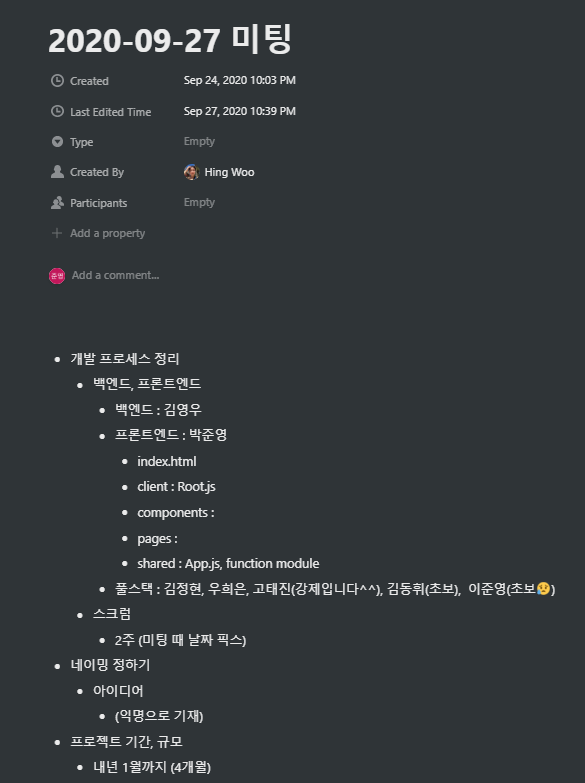 2020-09-27 미팅
Created Sep 24, 2020 10:03 PM
Last Edited Time Sep 27, 2020 10:39 PM
Type Empty
Created By Hing Woo
Participants Empty
Add a property
준영 Add a comment...
개발 프로세스 정리
백엔드, 프론트엔드
백엔드 : 김영우
프론트엔드 : 박준영
index.html
client : Root.js
components :
pages :
shared : App.js, function module
풀스택 : 김정현, 우희은, 고태진(강제입니다^^), 김동휘(초보), 이준영(초보😢)
스크럼
2주 (미팅 때 날짜 픽스)
네이밍 정하기
아이디어
(익명으로 기재)
프로젝트 기간, 규모
내년 1월까지 (4개월)